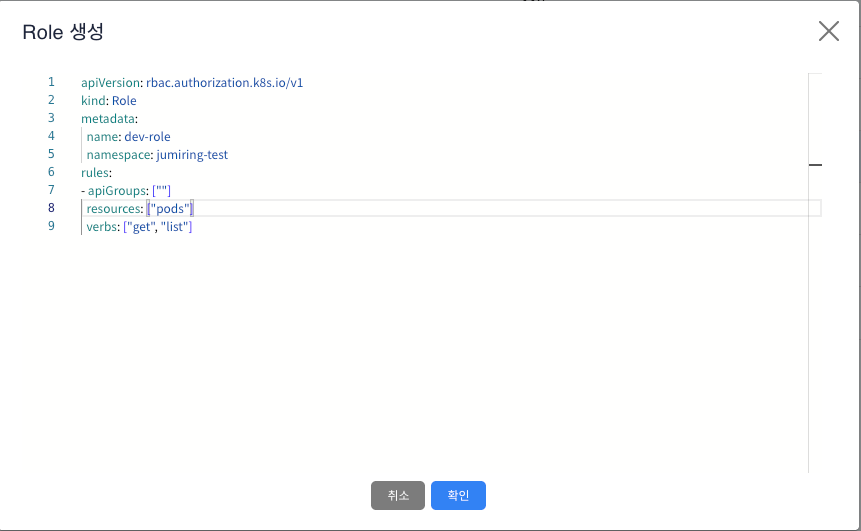 Role 생성
1 apiVersion: rbac.authorization.k8s.io/v1
2 kind: Role
3 metadata:
4   name: dev-role
5   namespace: jumiring-test
6 rules:
7 - apiGroups: [""]
8   resources: ["pods"]
9   verbs: ["get", "list"]
취소 확인